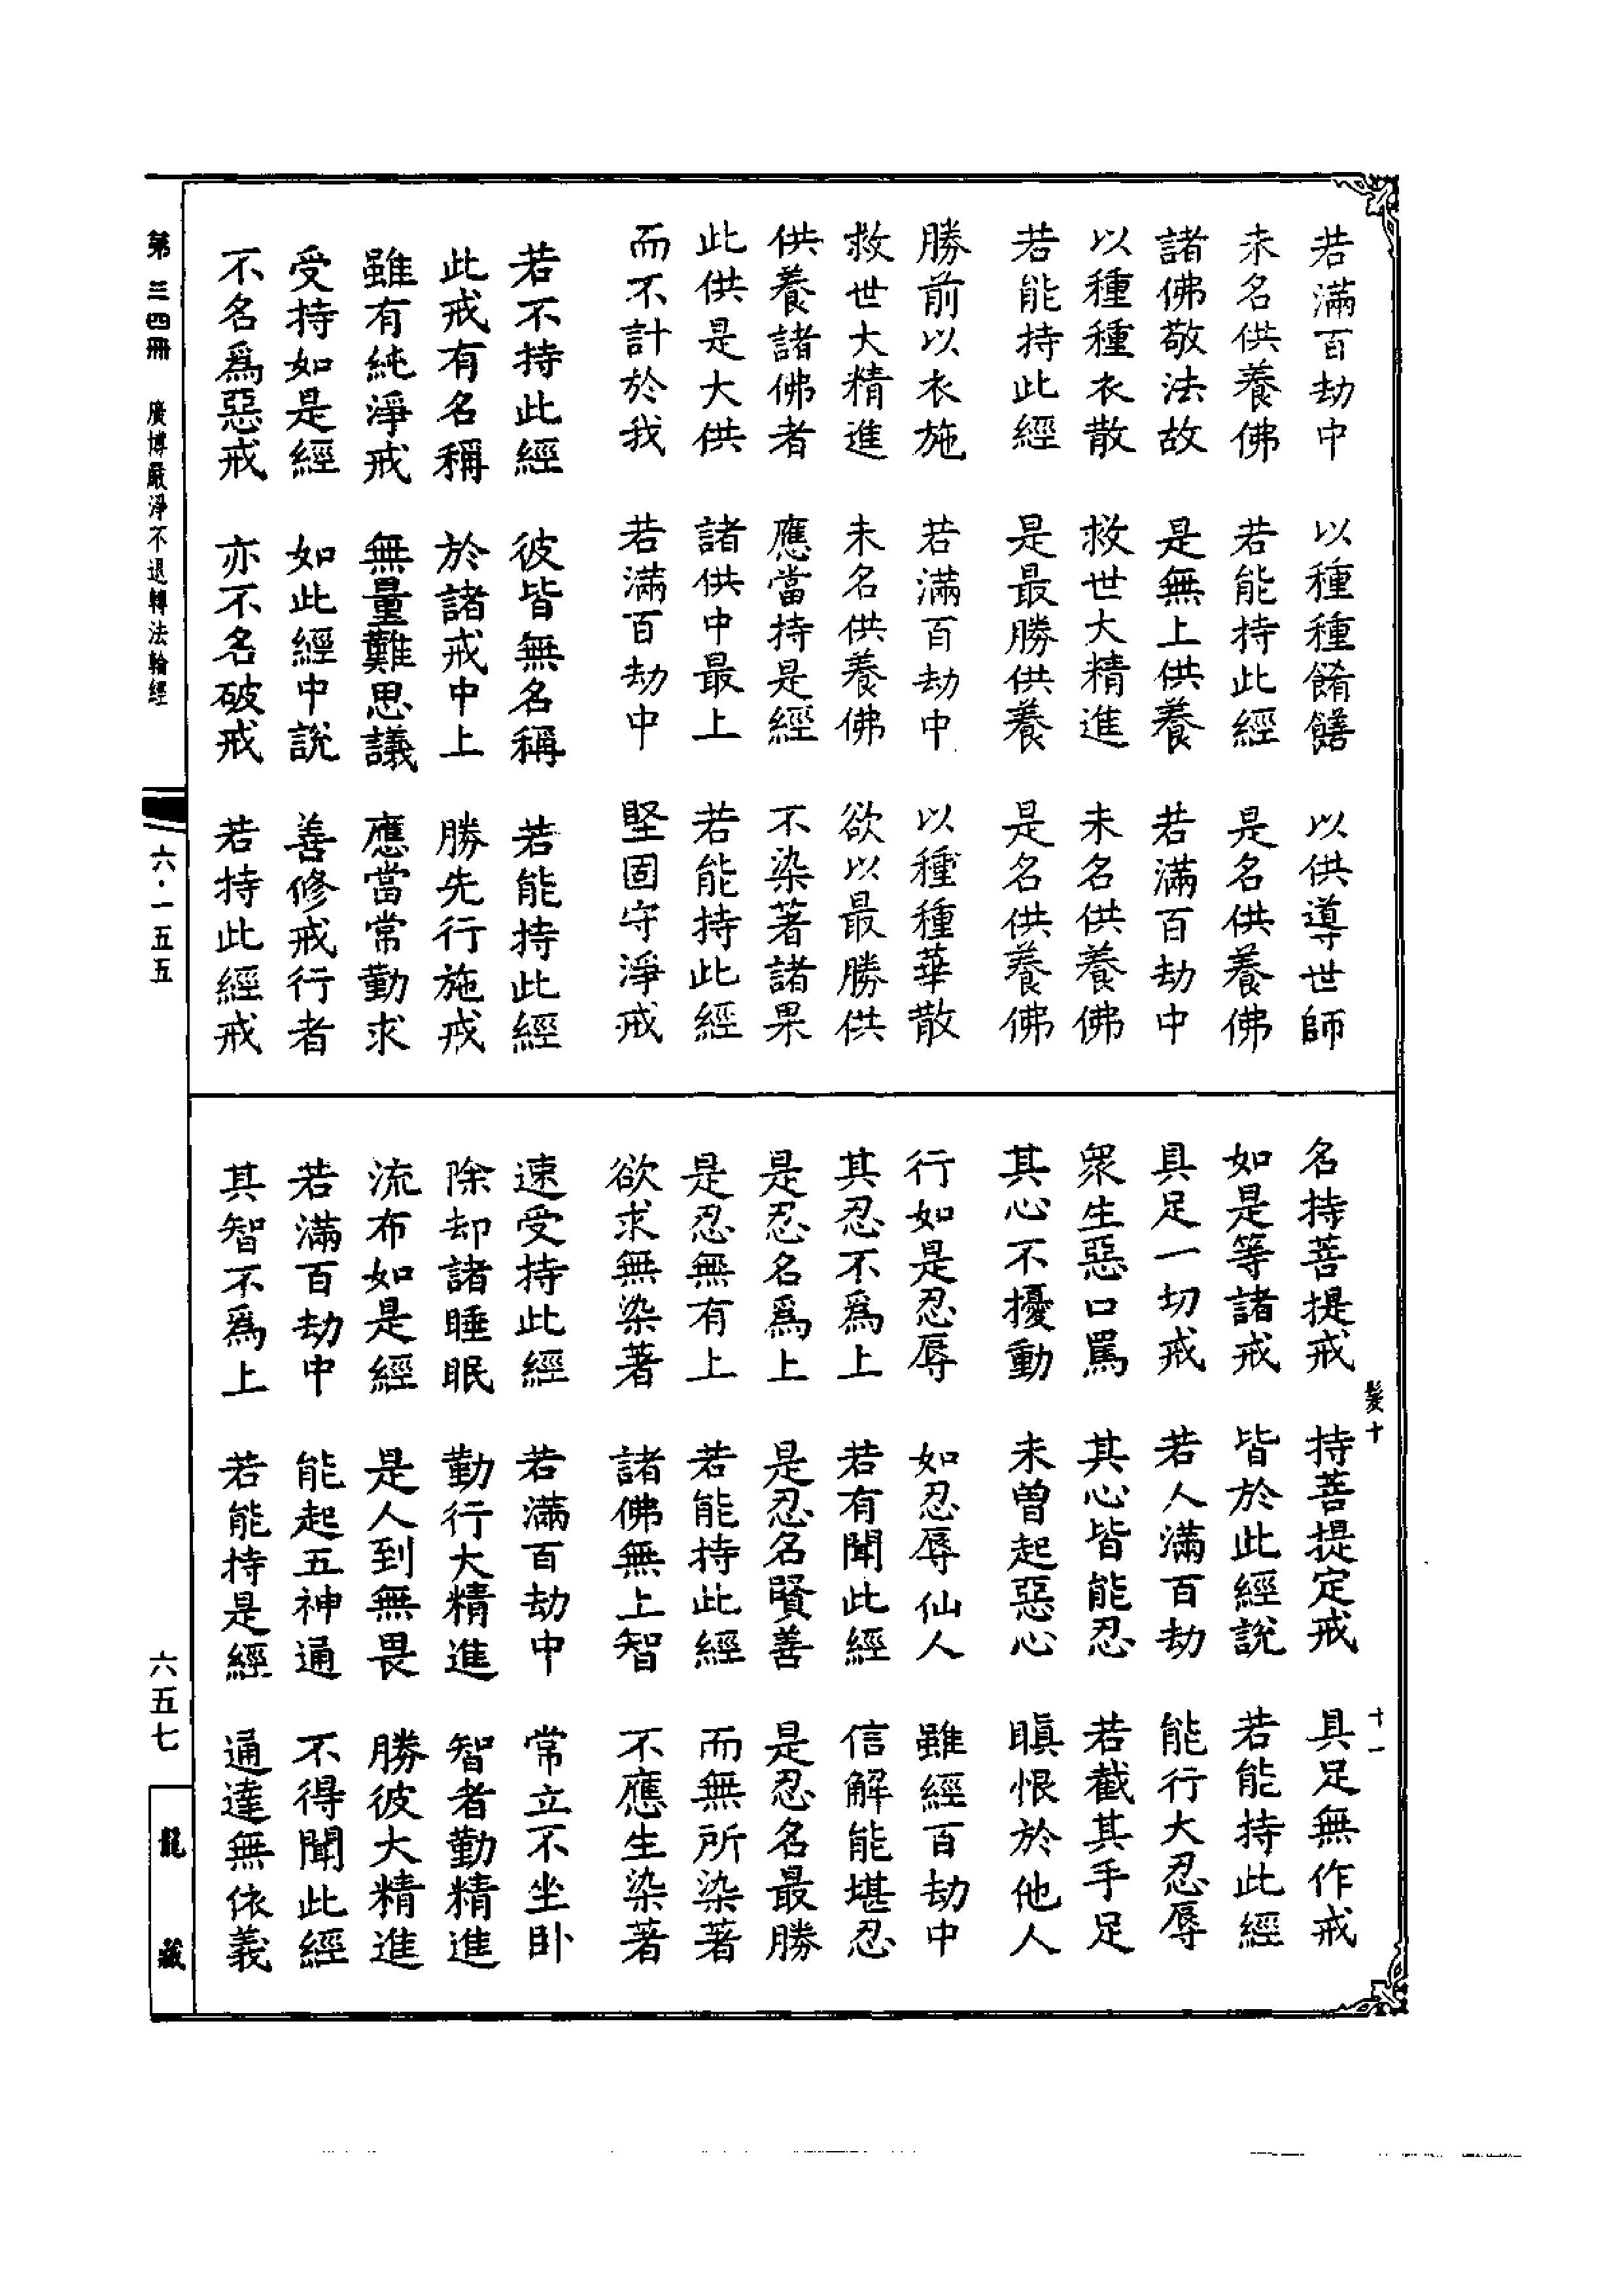 若滿百劫中　以種種餚饍　以供導世師
未名供養佛　若能持此經　是名供養佛
諸佛敬法故　是無上供養　若滿百劫中
以種種衣散　救世大精進　未名供養佛
若能持此經　是最勝供養　是名供養佛
勝前以衣施　若滿百劫中　以種種華散
救世大精進　未名供養佛　欲以最勝供
供養諸佛者　應當持是經　不染著諸果
此供是大供　諸供中最上　若能持此經
而不計於我　若滿百劫中　堅固守淨戒
若不持此經　彼皆無名稱　若能持此經
此戒有名稱　於諸戒中上　勝先行施戒
雖有純淨戒　無量難思議　應當常勤求
受持如是經　如此經中說　善修戒行者
不名爲惡戒　亦不名破戒　若持此經戒
名持菩提戒　持菩提定戒　具足無作戒
如是等諸戒　皆於此經說　若能持此經
具足一切戒　若人滿百劫　能行大忍辱
眾生惡口罵　其心皆能忍　若截其手足
其心不擾動　未曾起惡心　瞋恨於他人
行如是忍辱　如忍辱仙人　雖經百劫中
其忍不爲上　若有聞此經　信解能堪忍
是忍名爲上　是忍名賢善　是忍名最勝
是忍無有上　若能持此經　而無所染著
欲求無染著　諸佛無上智　不應生染著
速受持此經　若滿百劫中　常立不坐臥
除却諸睡眠　勤行大精進　智者勤精進
流布如是經　是人到無畏　勝彼大精進
若滿百劫中　能起五神通　不得聞此經
其智不爲上　若能持是經　通達無依義
髮十　十一
第三四冊　廣博嚴淨不退轉法輪經
六·一五五
六五七
龍藏